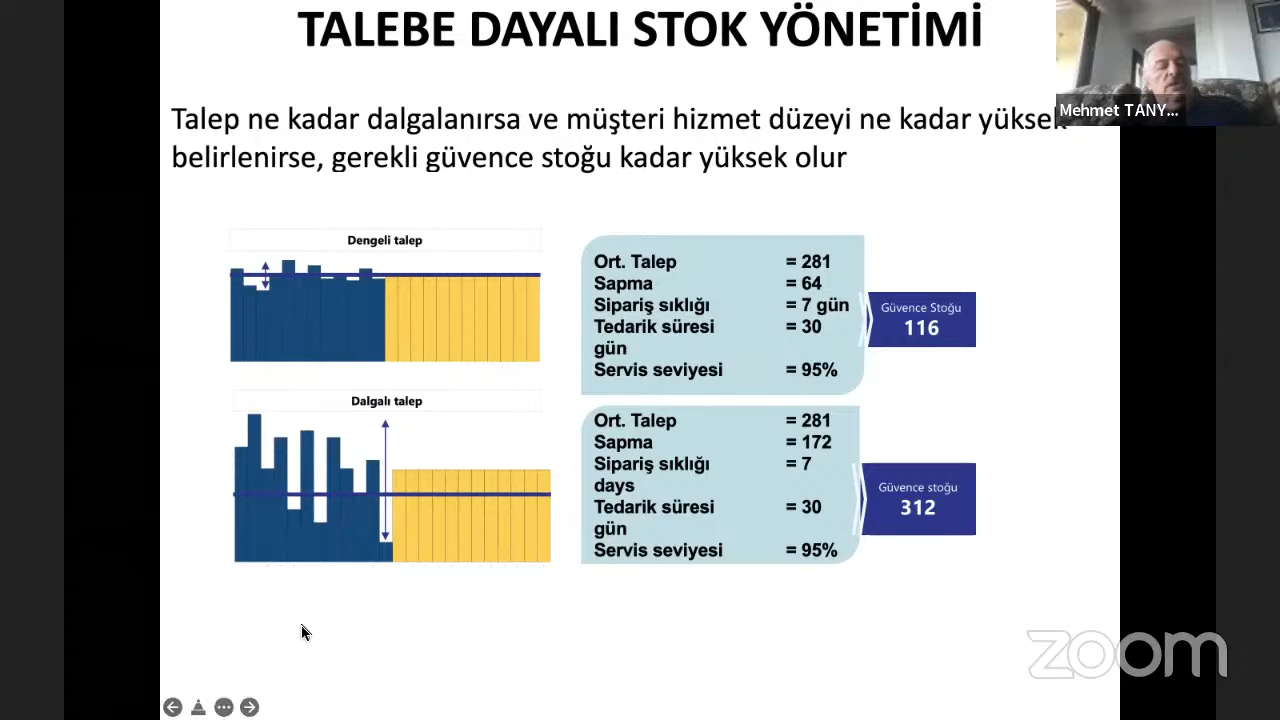 TALEBE DAYALI STOK YÖNETİMİ
Mehmet TANY...
Talep ne kadar dalgalanırsa ve müşteri hizmet düzeyi ne kadar yüksek
belirlenirse, gerekli güvence stoğu kadar yüksek olur
Dengeli talep
Ort. Talep = 281
Sapma = 64
Sipariş sıklığı = 7 gün
Tedarik süresi = 30
gün
Servis seviyesi = 95%
Güvence Stoğu
116
Dalgalı talep
Ort. Talep = 281
Sapma = 172
Sipariş sıklığı = 7
days
Tedarik süresi = 30
gün
Servis seviyesi = 95%
Güvence stoğu
312
zoom